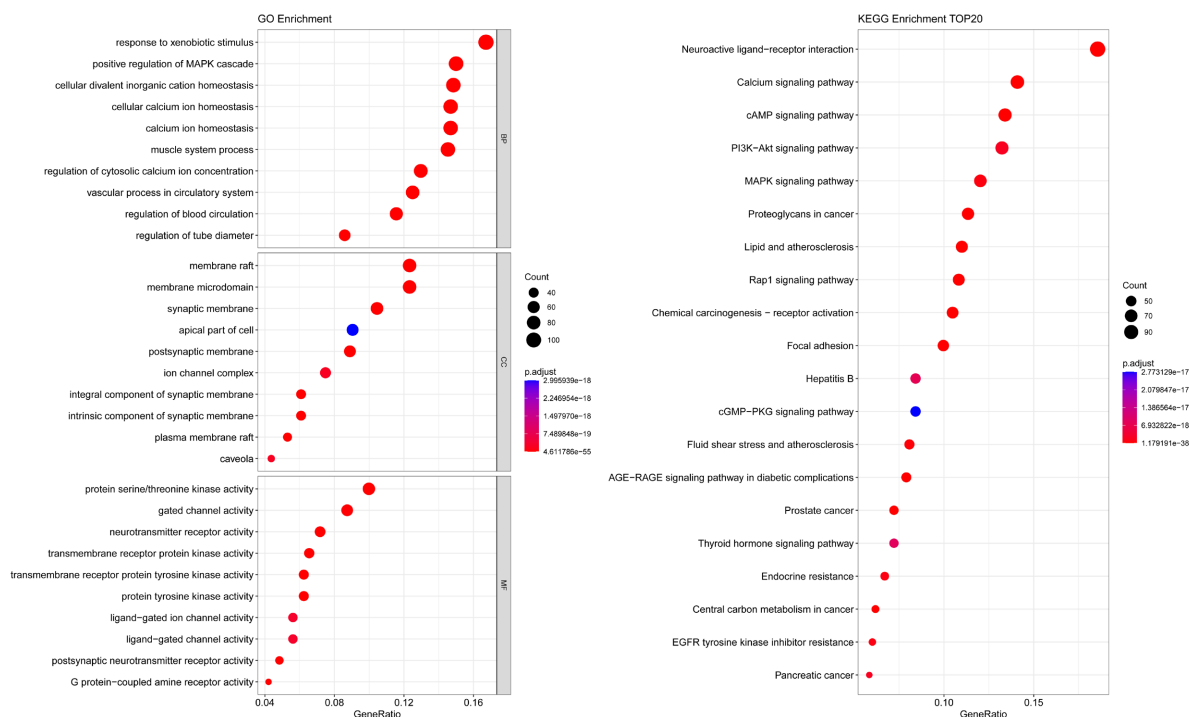 GO Enrichment
response to xenobiotic stimulus
positive regulation of MAPK cascade
cellular divalent inorganic cation homeostasis
cellular calcium ion homeostasis
calcium ion homeostasis
muscle system process
regulation of cytosolic calcium ion concentration
vascular process in circulatory system
regulation of blood circulation
regulation of tube diameter
BP
membrane raft
membrane microdomain
synaptic membrane
apical part of cell
postsynaptic membrane
ion channel complex
integral component of synaptic membrane
intrinsic component of synaptic membrane
plasma membrane raft
caveola
CC
protein serine/threonine kinase activity
gated channel activity
neurotransmitter receptor activity
transmembrane receptor protein kinase activity
transmembrane receptor protein tyrosine kinase activity
protein tyrosine kinase activity
ligand−gated ion channel activity
ligand−gated channel activity
postsynaptic neurotransmitter receptor activity
G protein−coupled amine receptor activity
MF
0.04 0.08 0.12 0.16
GeneRatio
Count
40
60
80
100
p.adjust
2.995939e−18
2.246954e−18
1.497970e−18
7.489848e−19
4.611786e−55
KEGG Enrichment TOP20
Neuroactive ligand−receptor interaction
Calcium signaling pathway
cAMP signaling pathway
PI3K−Akt signaling pathway
MAPK signaling pathway
Proteoglycans in cancer
Lipid and atherosclerosis
Rap1 signaling pathway
Chemical carcinogenesis − receptor activation
Focal adhesion
Hepatitis B
cGMP−PKG signaling pathway
Fluid shear stress and atherosclerosis
AGE−RAGE signaling pathway in diabetic complications
Prostate cancer
Thyroid hormone signaling pathway
Endocrine resistance
Central carbon metabolism in cancer
EGFR tyrosine kinase inhibitor resistance
Pancreatic cancer
0.10 0.15
GeneRatio
Count
50
70
90
p.adjust
2.773129e−17
2.079847e−17
1.386564e−17
6.932822e−18
1.179191e−38